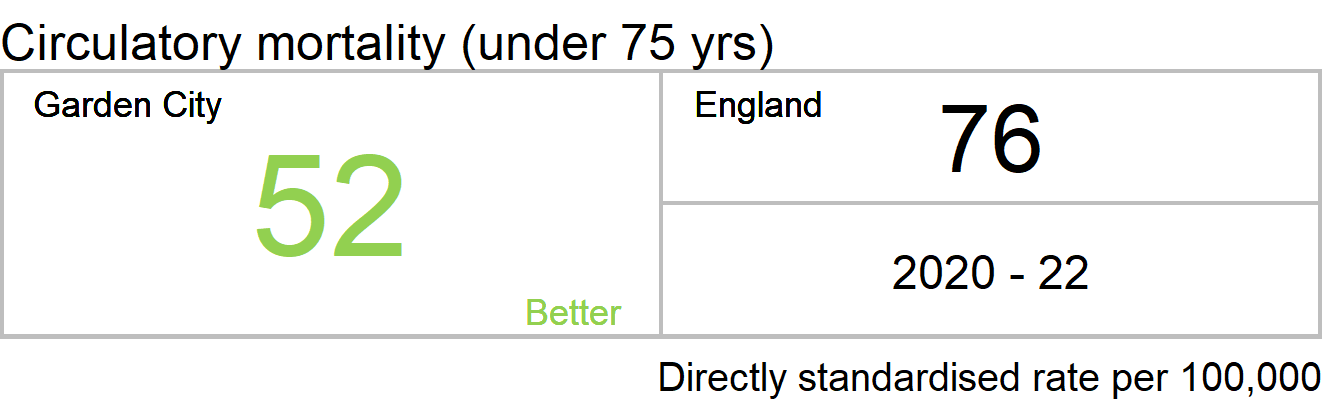 Circulatory mortality (under 75 yrs)
Garden City
52
Better
England
76
2020 - 22
Directly standardised rate per 100,000